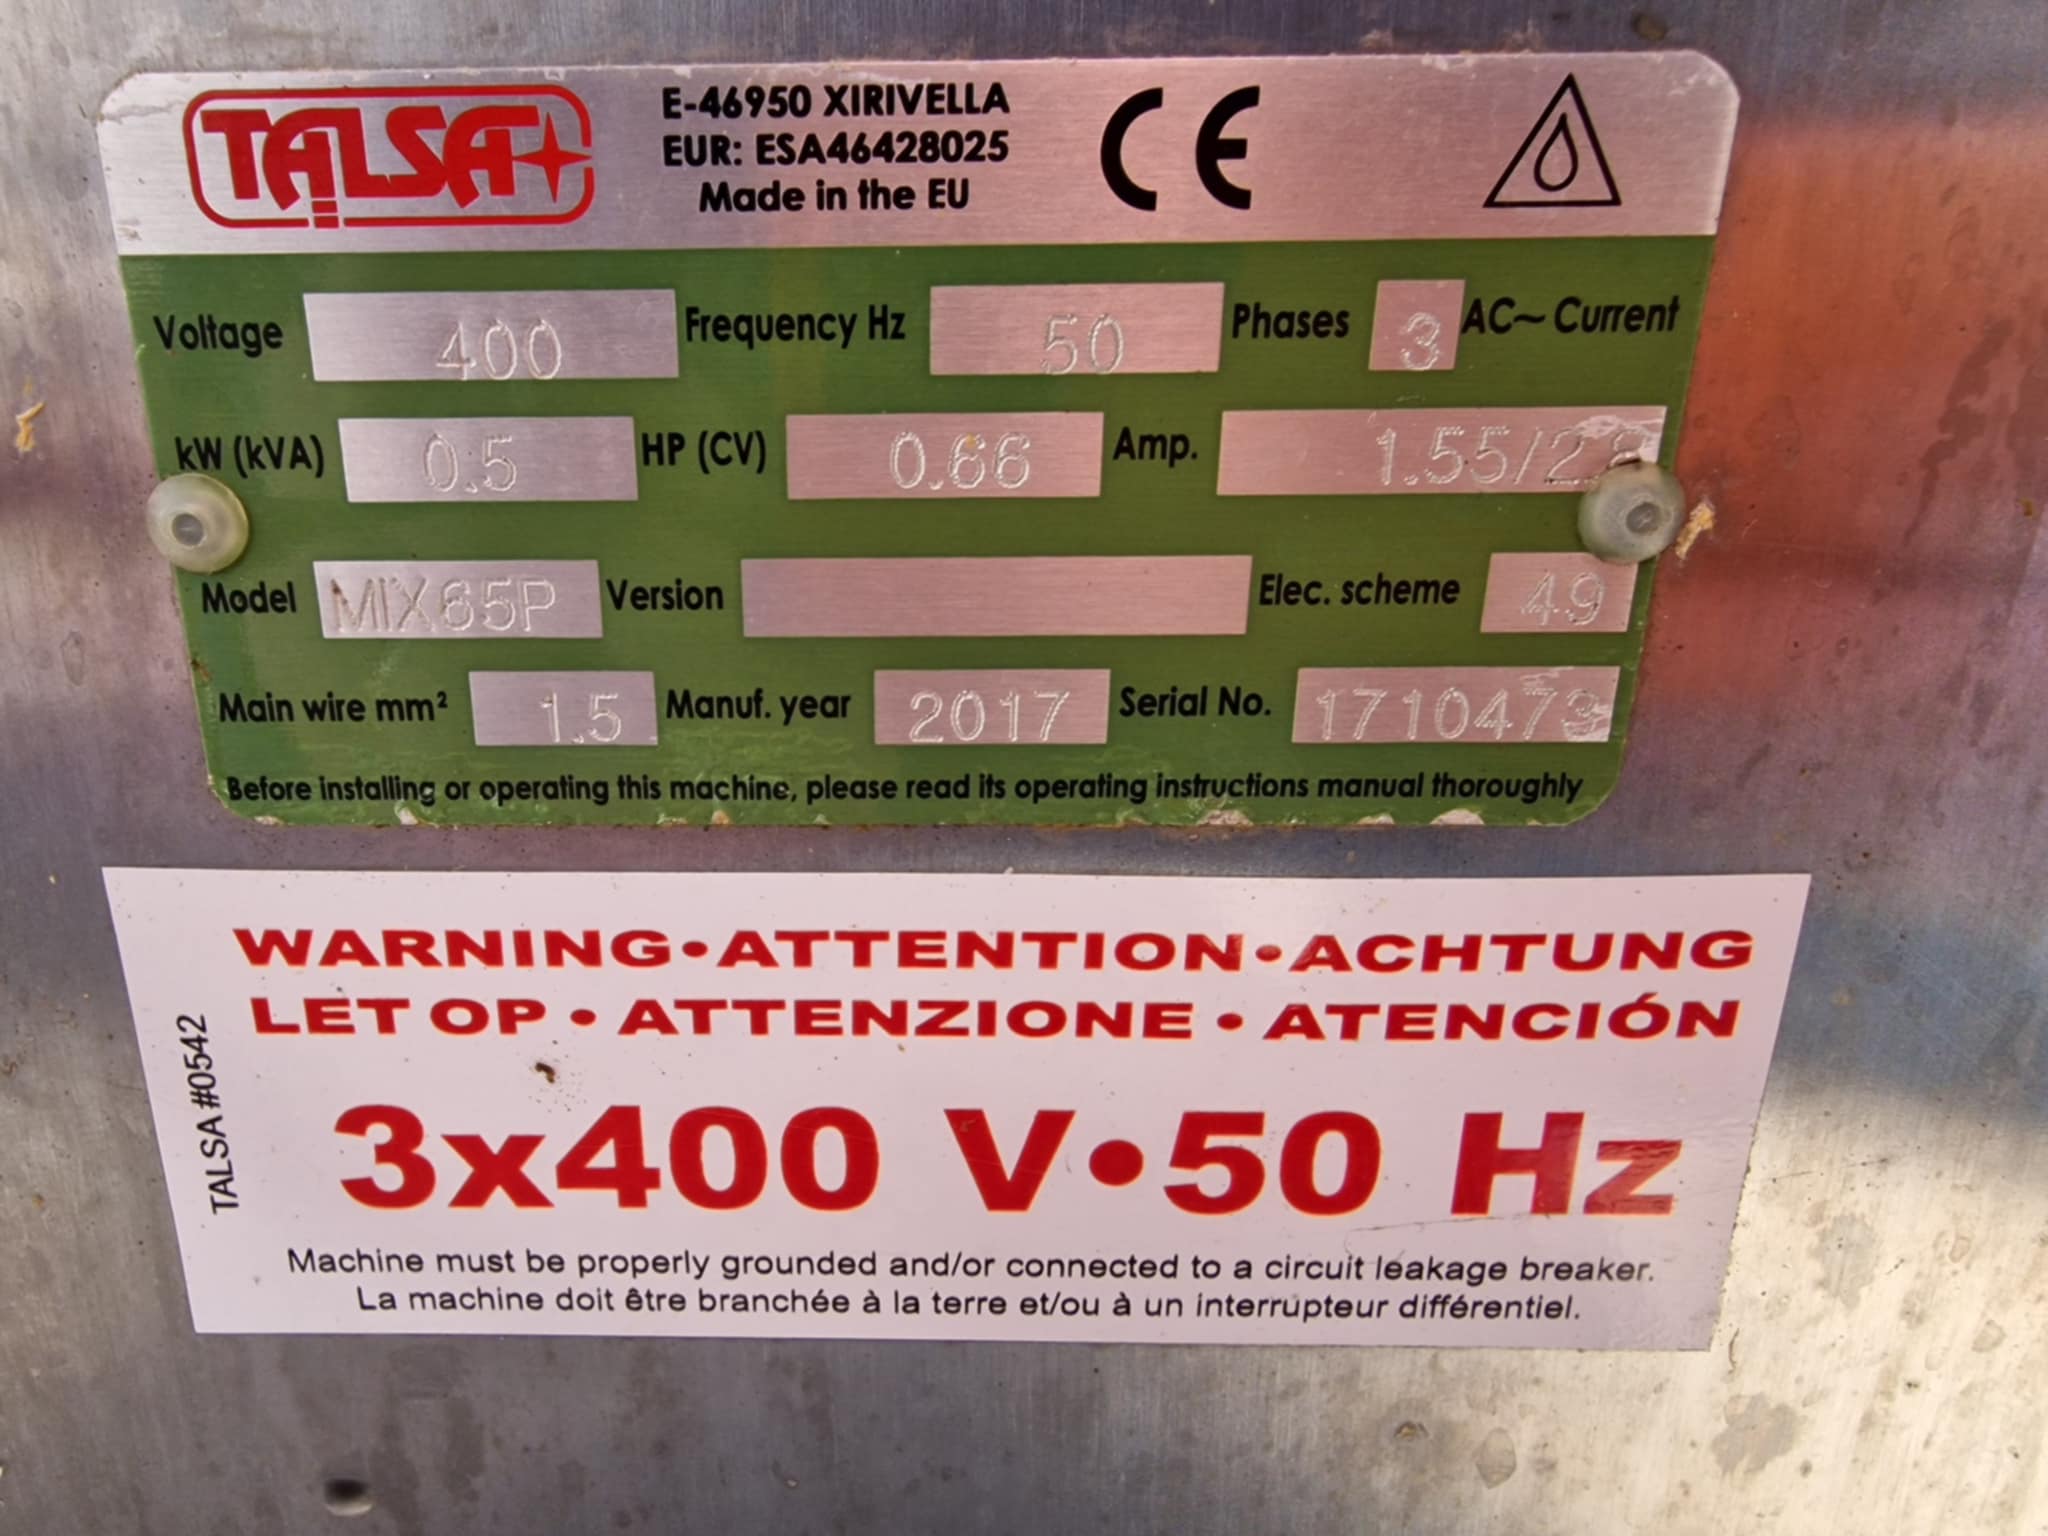 TALSA
E-46950 XIRIVELLA
EUR: ESA46428025
Made in the EU
CE
Voltage 400 Frequency Hz 50 Phases 3 AC~ Current
kW (kVA) 0.5 HP (CV) 0.66 Amp.
Model MIX65P Version Elec. scheme 49
Main wire mm² 1.5 Manuf. year 2017 Serial No. 1710473
Before installing or operating this machine, please read its operating instructions manual thoroughly
WARNING•ATTENTION•ACHTUNG
LET OP • ATTENZIONE • ATENCIÓN
TALSA #0542
3x400 V•50 Hz
Machine must be properly grounded and/or connected to a circuit leakage breaker.
La machine doit être branchée à la terre et/ou à un interrupteur différentiel.